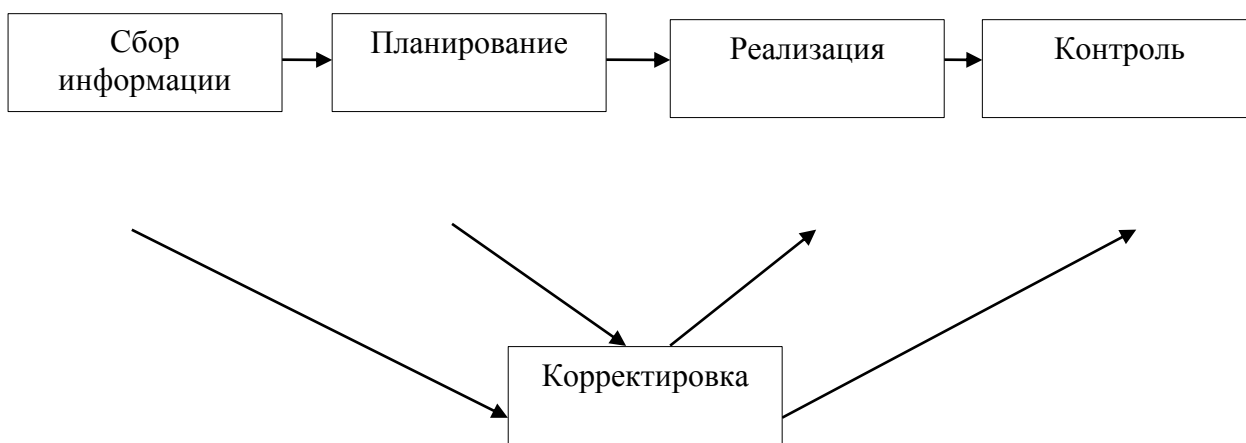 Сбор
информации
Планирование
Реализация
Контроль
Корректировка